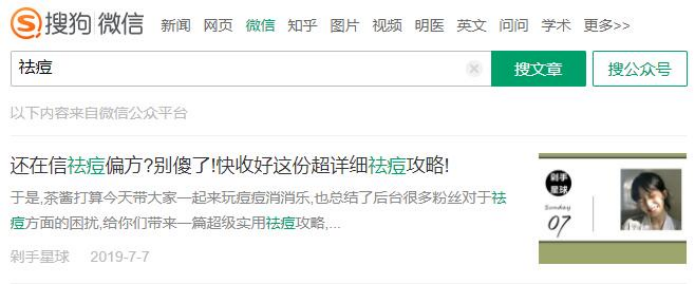 搜狗 微信 新闻 网页 微信 知乎 图片 视频 明医 英文 问问 学术 更多>>
祛痘 搜文章 搜公众号
以下内容来自微信公众平台
还在信祛痘偏方?别傻了!快收好这份超详细祛痘攻略!
于是,茶酱打算今天带大家一起来玩痘痘消消乐,也总结了后台很多粉丝对于祛
痘方面的困扰,给你们带来一篇超级实用祛痘攻略,...
剁手星球 2019-7-7
剁手
星球
Sunday
07